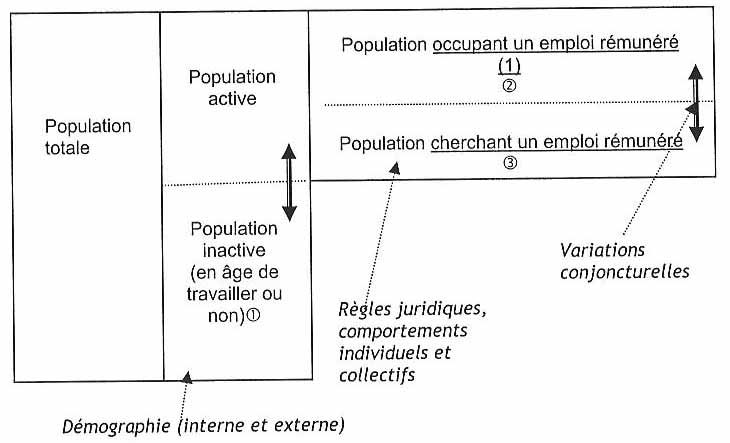 Population
totale
Population
active
Population
inactive
(en âge de
travailler ou
non)①
Population occupant un emploi rémunéré
(1)
②
Population cherchant un emploi rémunéré
③
Variations
conjoncturelles
Règles juridiques,
comportements
individuels et
collectifs
Démographie (interne et externe)